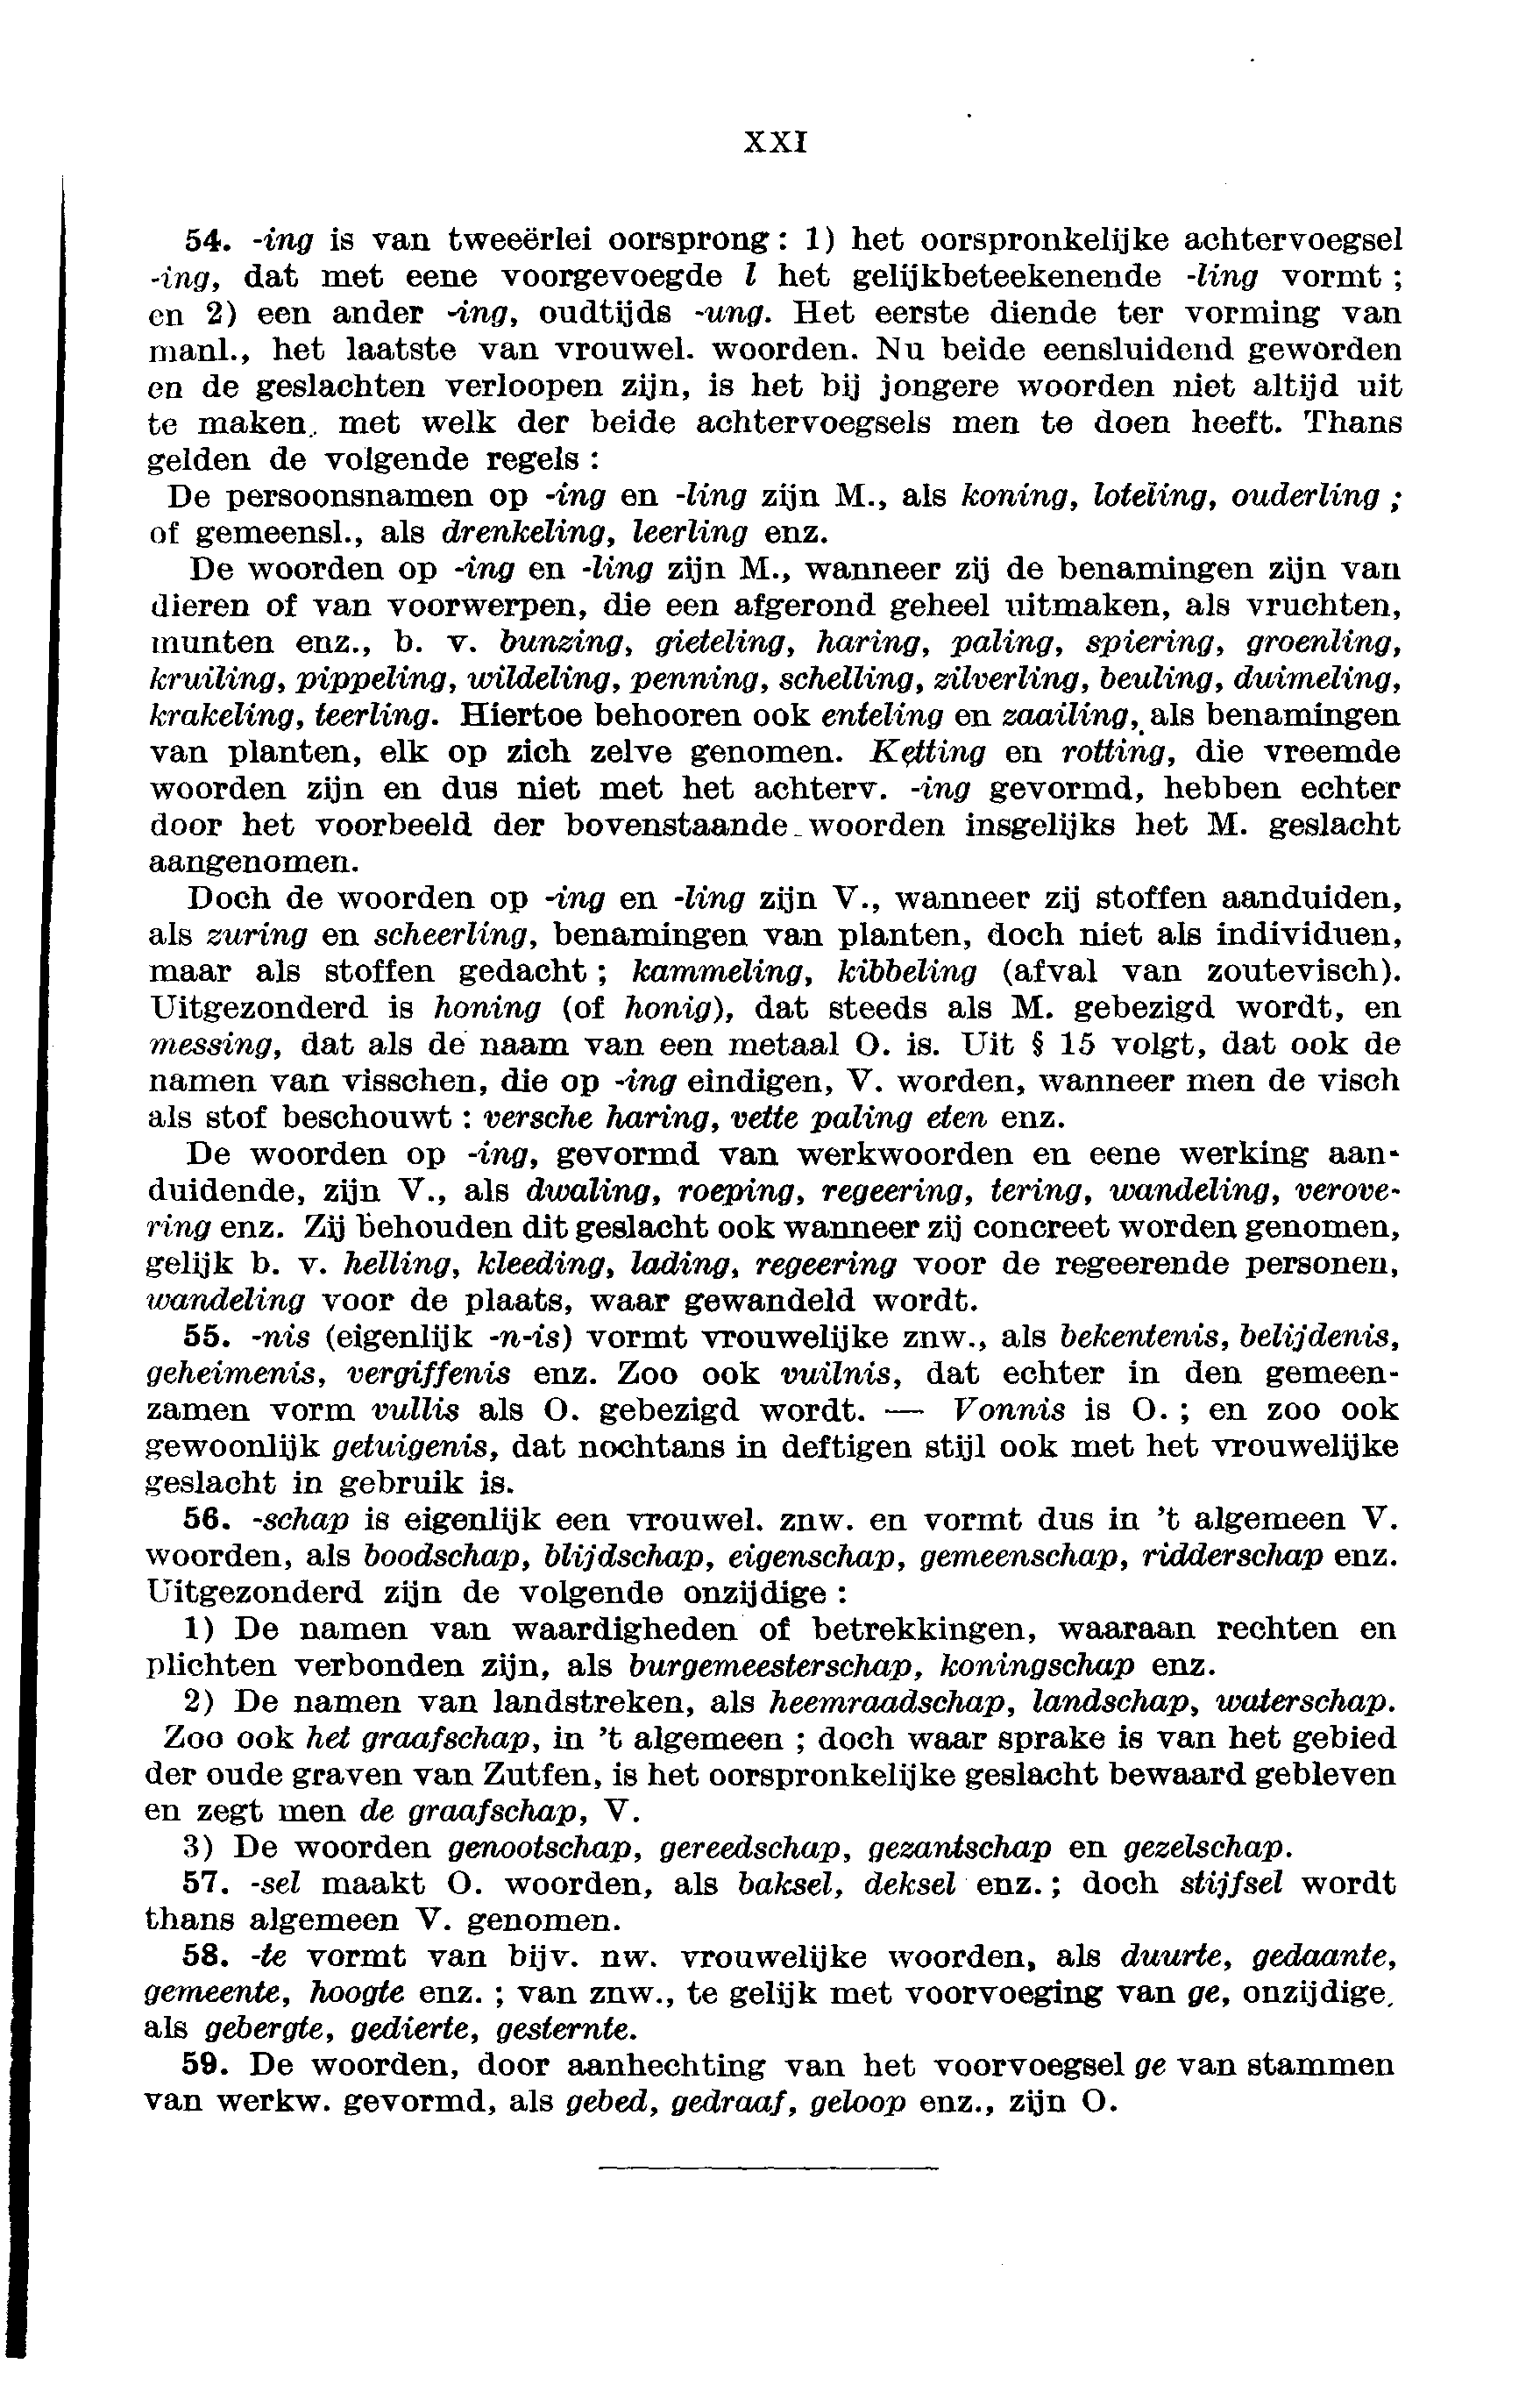 XXI
54. -ing is van tweeërlei oorsprong: 1) het oorspronkelijke achtervoegsel
-ing, dat met eene voorgevoegde l het gelijkbeteekenende -ling vormt ;
en 2) een ander -ing, oudtijds -ung. Het eerste diende ter vorming van
manl., het laatste van vrouwel. woorden. Nu beide eensluidend geworden
en de geslachten verloopen zijn, is het bij jongere woorden niet altijd uit
te maken, met welk der beide achtervoegsels men te doen heeft. Thans
gelden de volgende regels :
De persoonsnamen op -ing en -ling zijn M., als koning, loteling, ouderling ;
of gemeensl., als drenkeling, leerling enz.
De woorden op -ing en -ling zijn M., wanneer zij de benamingen zijn van
dieren of van voorwerpen, die een afgerond geheel uitmaken, als vruchten,
munten enz., b. v. bunzing, gieteling, haring, paling, spiering, groenling,
kruiling, pippeling, wildeling, penning, schelling, zilverling, beuling, duimeling,
krakeling, teerling. Hiertoe behooren ook enteling en zaailing, als benamingen
van planten, elk op zich zelve genomen. Ketting en rotting, die vreemde
woorden zijn en dus niet met het achterv. -ing gevormd, hebben echter
door het voorbeeld der bovenstaande woorden insgelijks het M. geslacht
aangenomen.
Doch de woorden op -ing en -ling zijn V., wanneer zij stoffen aanduiden,
als zuring en scheerling, benamingen van planten, doch niet als individuen,
maar als stoffen gedacht ; kammeling, kibbeling (afval van zoutevisch).
Uitgezonderd is honing (of honig), dat steeds als M. gebezigd wordt, en
messing, dat als de naam van een metaal O. is. Uit § 15 volgt, dat ook de
namen van visschen, die op -ing eindigen, V. worden, wanneer men de visch
als stof beschouwt : versche haring, vette paling eten enz.
De woorden op -ing, gevormd van werkwoorden en eene werking aan-
duidende, zijn V., als dwaling, roeping, regeering, tering, wandeling, verove-
ring enz. Zij behouden dit geslacht ook wanneer zij concreet worden genomen,
gelijk b. v. helling, kleeding, lading, regeering voor de regeerende personen,
wandeling voor de plaats, waar gewandeld wordt.
55. -nis (eigenlijk -n-is) vormt vrouwelijke znw., als bekentenis, belijdenis,
geheimenis, vergiffenis enz. Zoo ook vuilnis, dat echter in den gemeen-
zamen vorm vullis als O. gebezigd wordt. — Vonnis is O. ; en zoo ook
gewoonlijk getuigenis, dat nochtans in deftigen stijl ook met het vrouwelijke
geslacht in gebruik is.
56. -schap is eigenlijk een vrouwel. znw. en vormt dus in 't algemeen V.
woorden, als boodschap, blijdschap, eigenschap, gemeenschap, ridderschap enz.
Uitgezonderd zijn de volgende onzijdige :
1) De namen van waardigheden of betrekkingen, waaraan rechten en
plichten verbonden zijn, als burgemeesterschap, koningschap enz.
2) De namen van landstreken, als heemraadschap, landschap, waterschap.
Zoo ook het graafschap, in 't algemeen ; doch waar sprake is van het gebied
der oude graven van Zutfen, is het oorspronkelijke geslacht bewaard gebleven
en zegt men de graafschap, V.
3) De woorden genootschap, gereedschap, gezantschap en gezelschap.
57. -sel maakt O. woorden, als baksel, deksel enz. ; doch stijfsel wordt
thans algemeen V. genomen.
58. -te vormt van bijv. nw. vrouwelijke woorden, als duurte, gedaante,
gemeente, hoogte enz. ; van znw., te gelijk met voorvoeging van ge, onzijdige,
als gebergte, gedierte, gesternte.
59. De woorden, door aanhechting van het voorvoegsel ge van stammen
van werkw. gevormd, als gebed, gedraaf, geloop enz., zijn O.